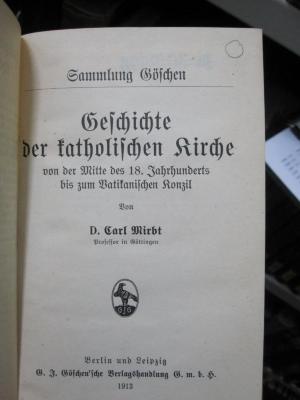 Sammlung Göschen
Geschichte
der katholischen Kirche
von der Mitte des 18. Jahrhunderts
bis zum Vatikanischen Konzil
Von
D. Carl Mirbt
Professor in Göttingen
GJG
Berlin und Leipzig
G. J. Göschen'sche Verlagshandlung G. m. b. H.
1913